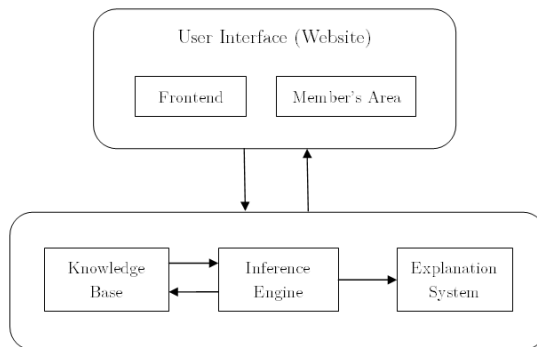 User Interface (Website)
Frontend
Member's Area
Knowledge
Base
Inference
Engine
Explanation
System